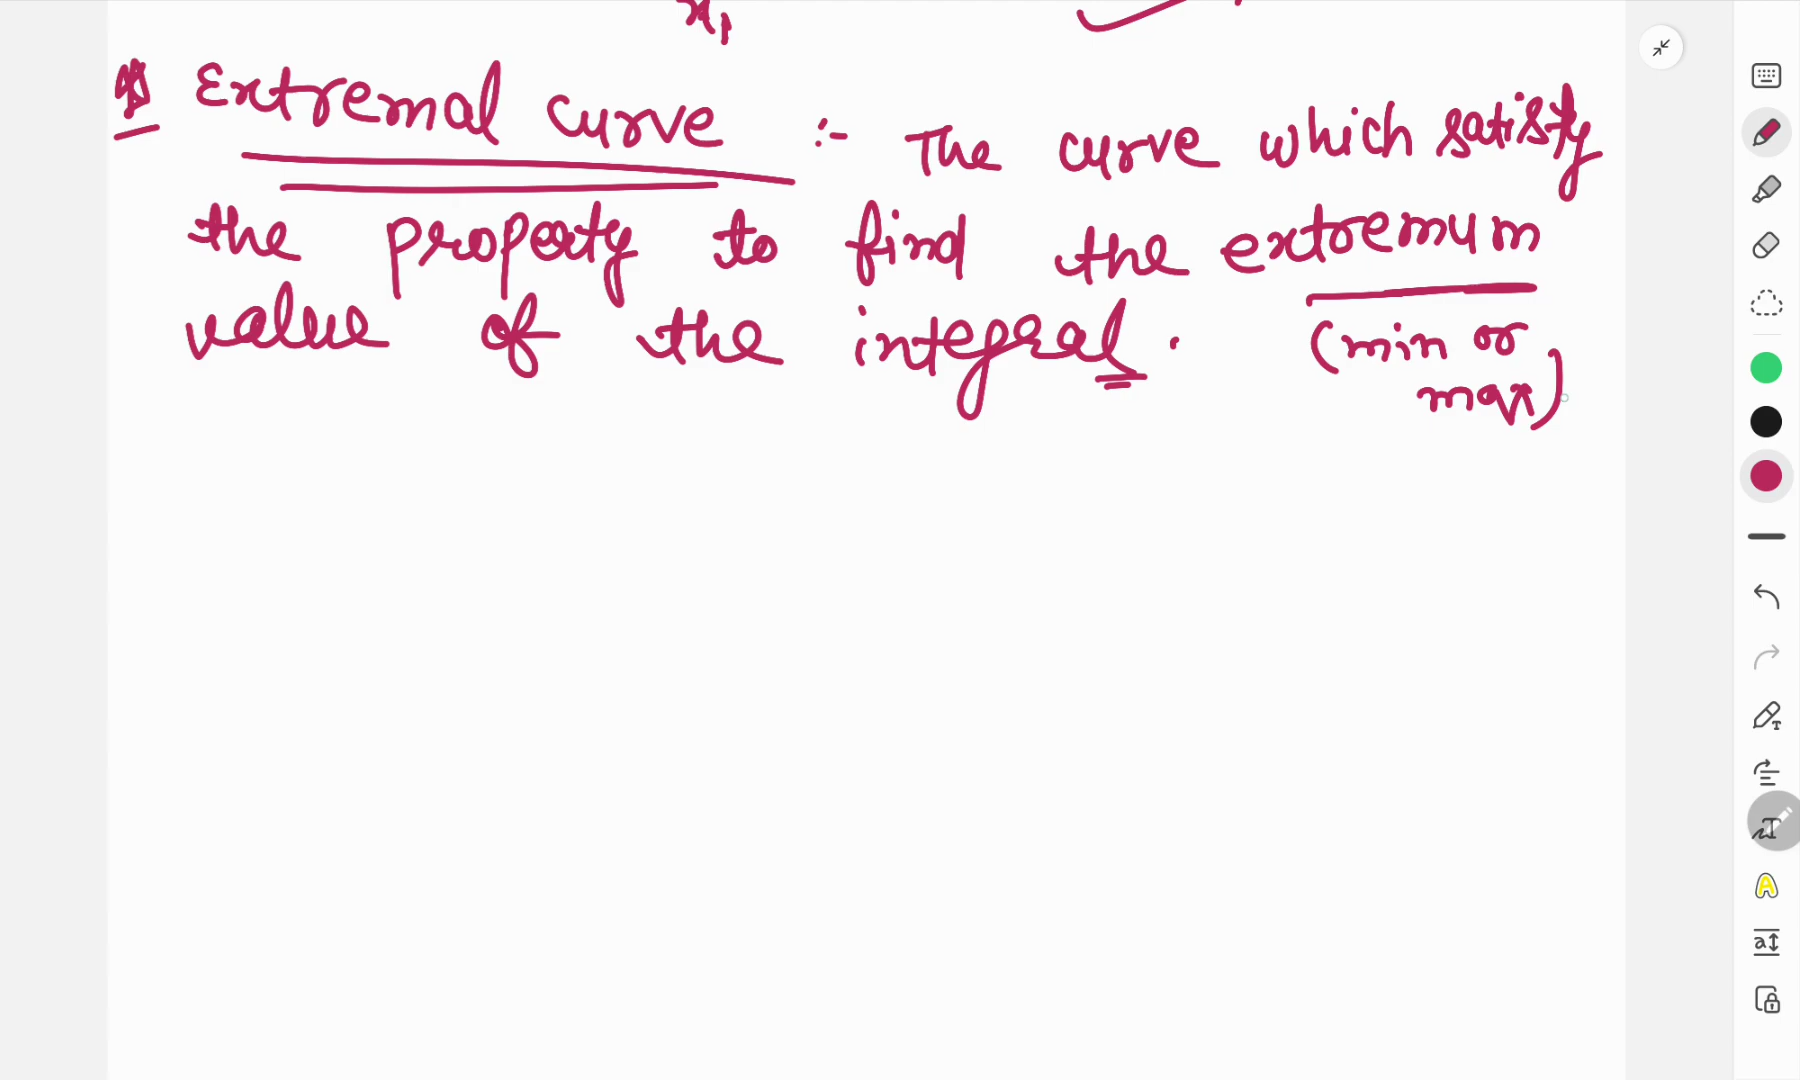 x₁
Extremal curve :- The curve which satisfy
the property to find the extremum
value of the integral. (min or
max)